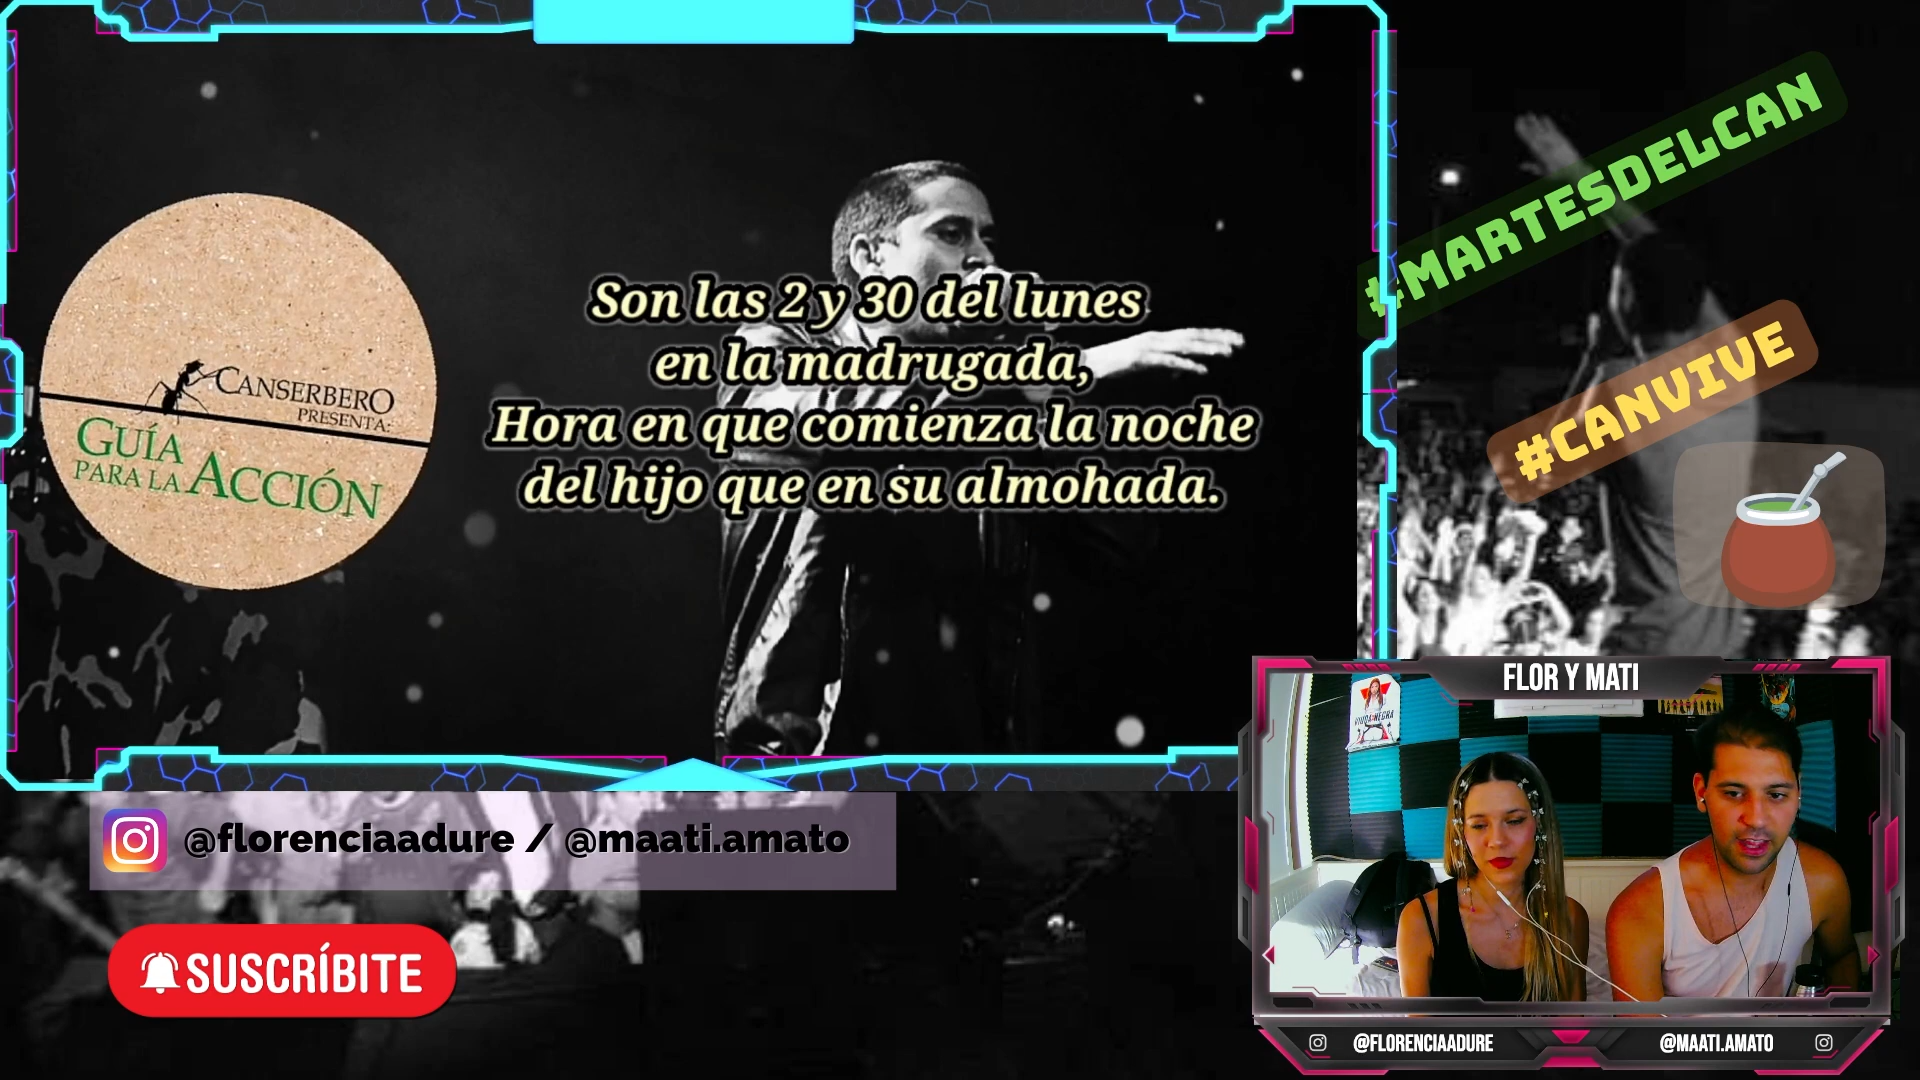 #MARTESDELCAN
#CANVIVE
Son las 2 y 30 del lunes
en la madrugada,
Hora en que comienza la noche
del hijo que en su almohada.
CANSERBERO
PRESENTA:
GUÍA
PARA LA ACCIÓN
FLOR Y MATI
VIUDA NEGRA
@florenciaadure / @maati.amato
SUSCRÍBITE
@FLORENCIAADURE
@MAATI.AMATO